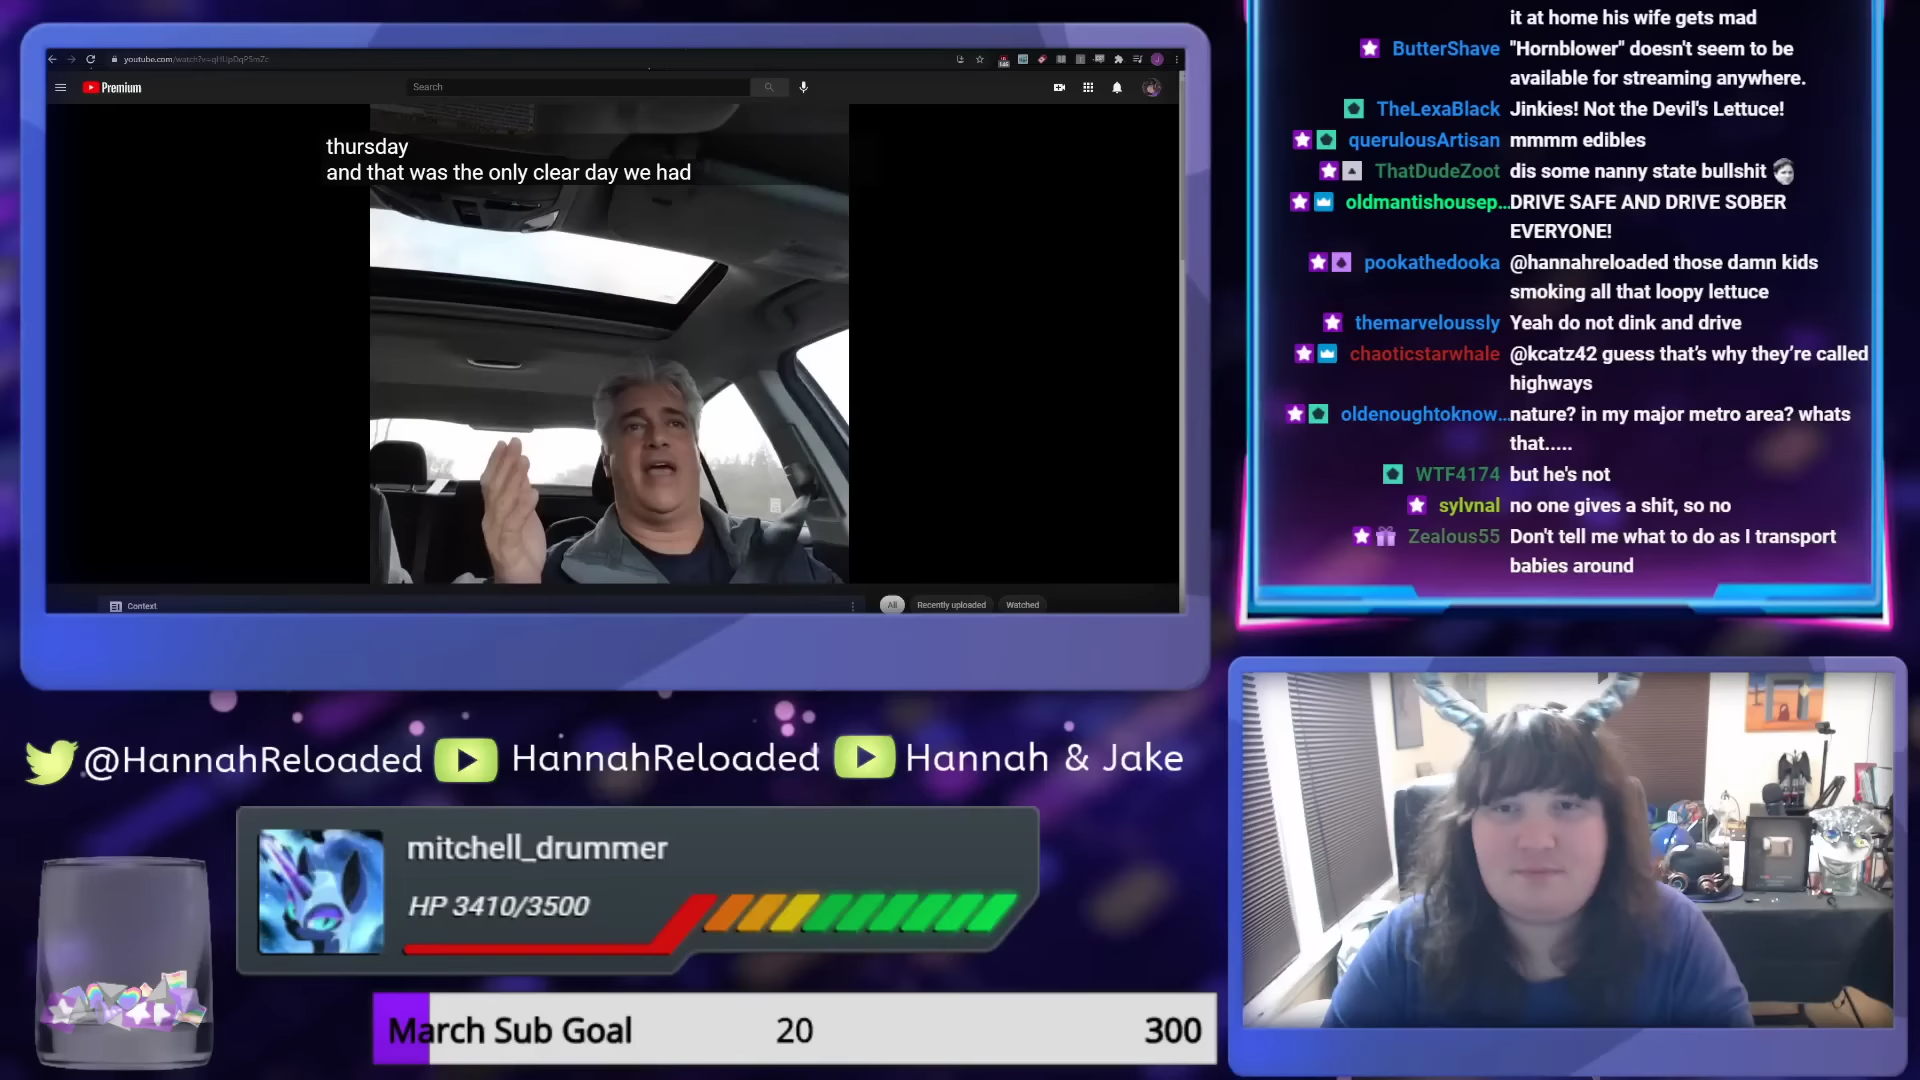 youtube.com/watch?v=qHUpDqP5mZc
Premium
Search
thursday
and that was the only clear day we had
Context
All
Recently uploaded
Watched
it at home his wife gets mad
ButterShave "Hornblower" doesn't seem to be
available for streaming anywhere.
TheLexaBlack Jinkies! Not the Devil's Lettuce!
querulousArtisan mmmm edibles
ThatDudeZoot dis some nanny state bullshit
oldmantishousep... DRIVE SAFE AND DRIVE SOBER
EVERYONE!
pookathedooka @hannahreloaded those damn kids
smoking all that loopy lettuce
themarveloussly Yeah do not dink and drive
chaoticstarwhale @kcatz42 guess that's why they're called
highways
oldenoughtoknow... nature? in my major metro area? whats
that.....
WTF4174 but he's not
sylvnal no one gives a shit, so no
Zealous55 Don't tell me what to do as I transport
babies around
@HannahReloaded HannahReloaded Hannah & Jake
mitchell_drummer
HP 3410/3500
March Sub Goal 20 300